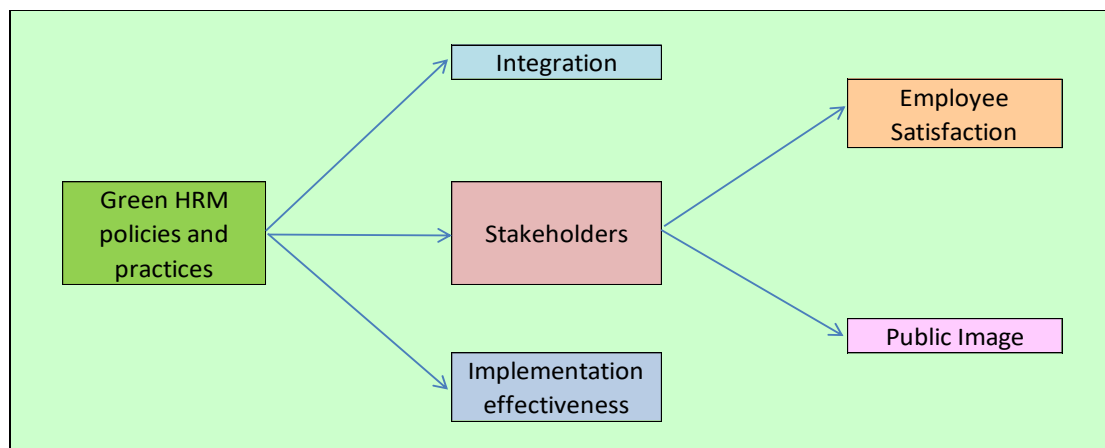 Integration
Employee
Satisfaction
Green HRM
policies and
practices
Stakeholders
Public Image
Implementation
effectiveness